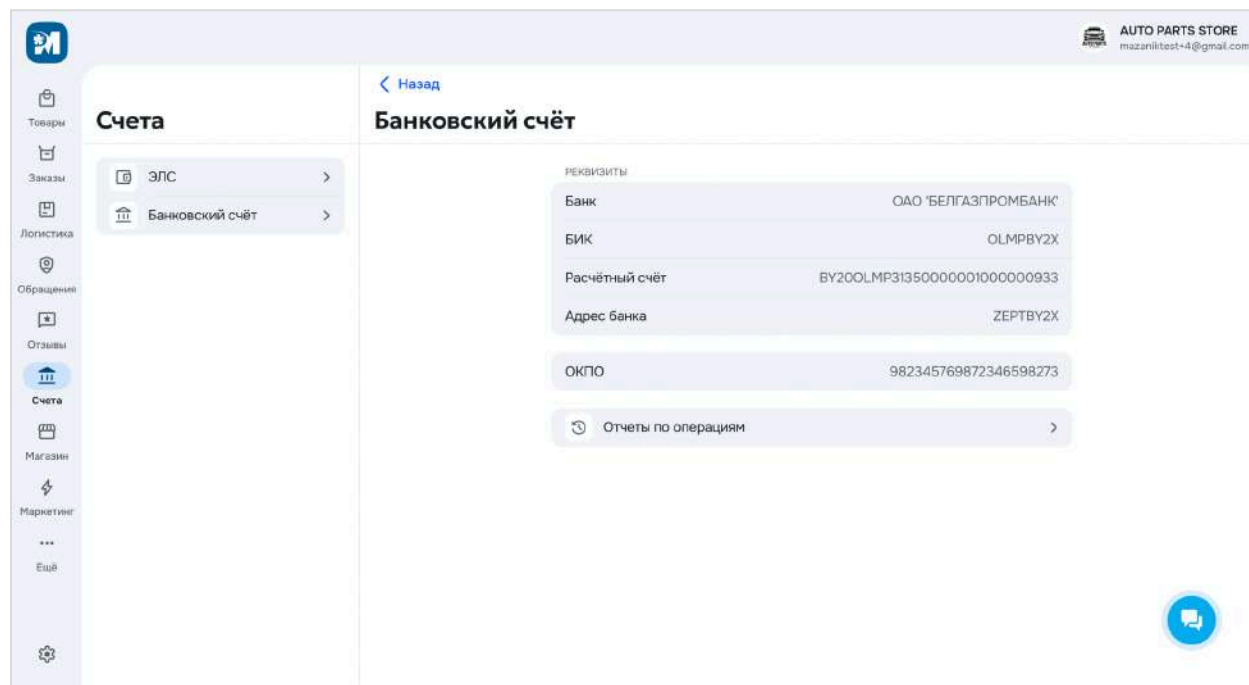 AUTO PARTS STORE
mazaniktest+4@gmail.com
Товары
Заказы
Логистика
Обращения
Отзывы
Счета
Магазин
Маркетинг
Ещё
Счета
ЭЛС
Банковский счёт
Назад
Банковский счёт
РЕКВИЗИТЫ
Банк ОАО 'БЕЛГАЗПРОМБАНК'
БИК OLMPBY2X
Расчётный счёт BY20OLMP31350000001000000933
Адрес банка ZEPTBY2X
ОКПО 982345769872346598273
Отчеты по операциям